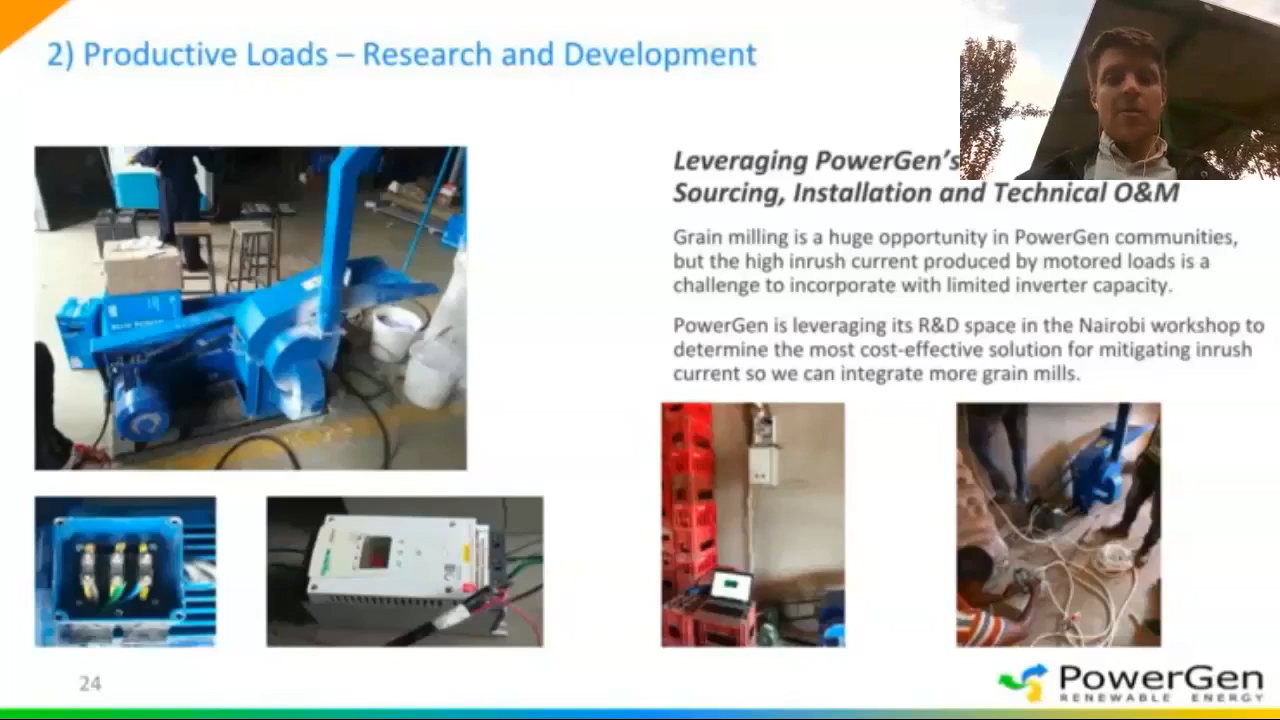 2) Productive Loads – Research and Development
Leveraging PowerGen's
Sourcing, Installation and Technical O&M
Grain milling is a huge opportunity in PowerGen communities,
but the high inrush current produced by motored loads is a
challenge to incorporate with limited inverter capacity.
PowerGen is leveraging its R&D space in the Nairobi workshop to
determine the most cost-effective solution for mitigating inrush
current so we can integrate more grain mills.
24
PowerGen
RENEWABLE ENERGY